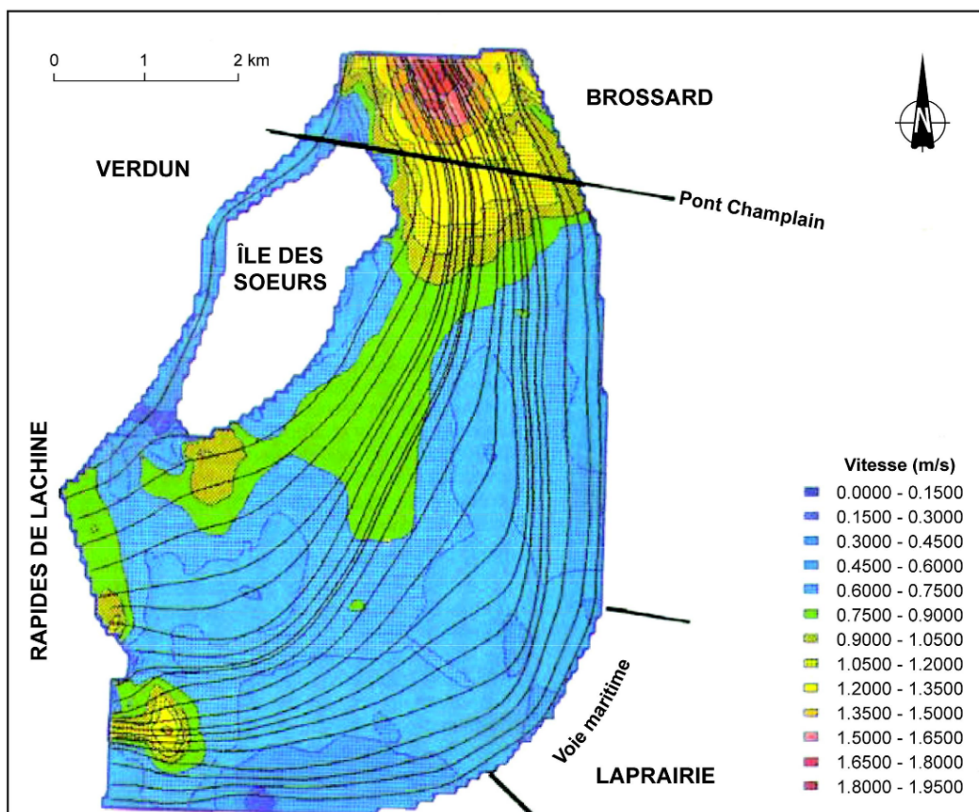 0 1 2 km
BROSSARD
N
VERDUN
Pont Champlain
ÎLE DES
SOEURS
RAPIDES DE LACHINE
Voie maritime
LAPRAIRIE
Vitesse (m/s)
0.0000 - 0.1500
0.1500 - 0.3000
0.3000 - 0.4500
0.4500 - 0.6000
0.6000 - 0.7500
0.7500 - 0.9000
0.9000 - 1.0500
1.0500 - 1.2000
1.2000 - 1.3500
1.3500 - 1.5000
1.5000 - 1.6500
1.6500 - 1.8000
1.8000 - 1.9500